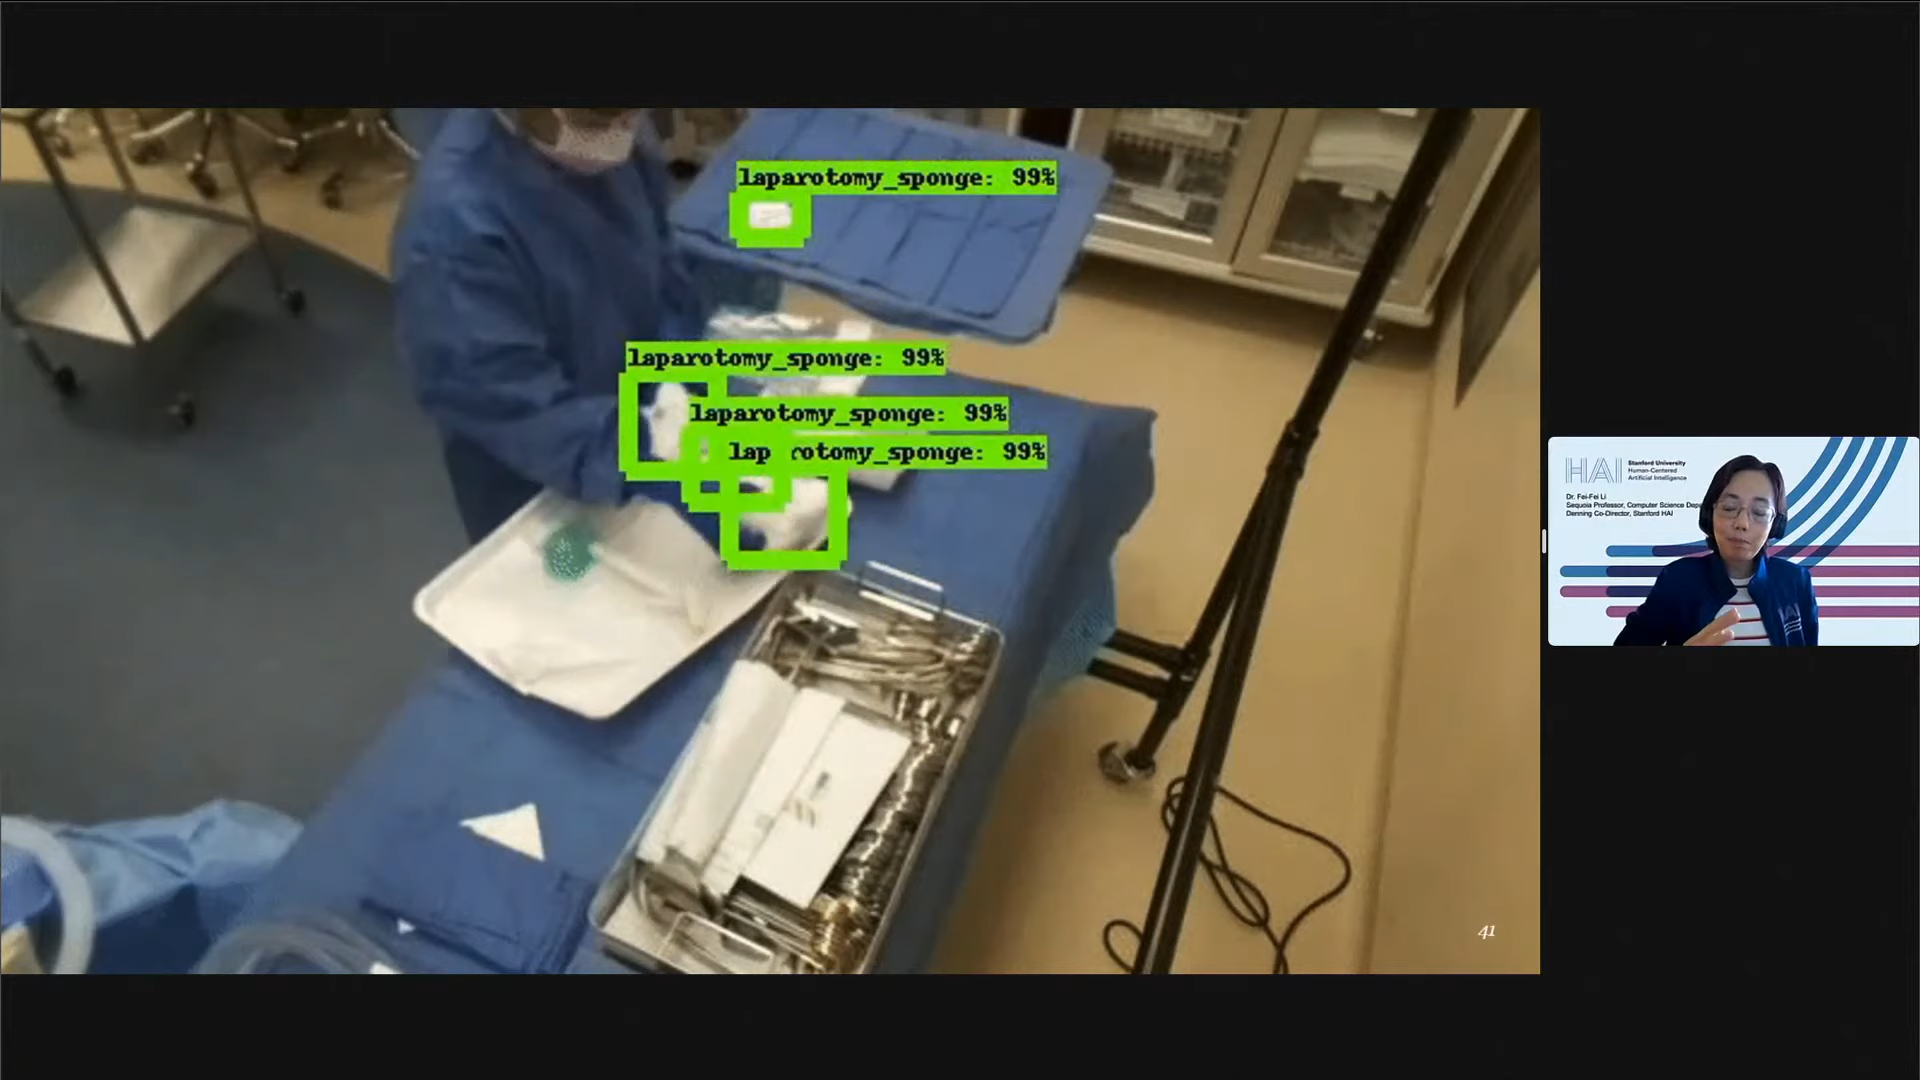 laparotomy_sponge: 99%
laparotomy_sponge: 99%
laparotomy_sponge: 99%
lap rotomy_sponge: 99%
41
HAI
Stanford University
Human-Centered
Artificial Intelligence
Dr. Fei-Fei Li
Sequoia Professor, Computer Science Dep
Denning Co-Director, Stanford HAI